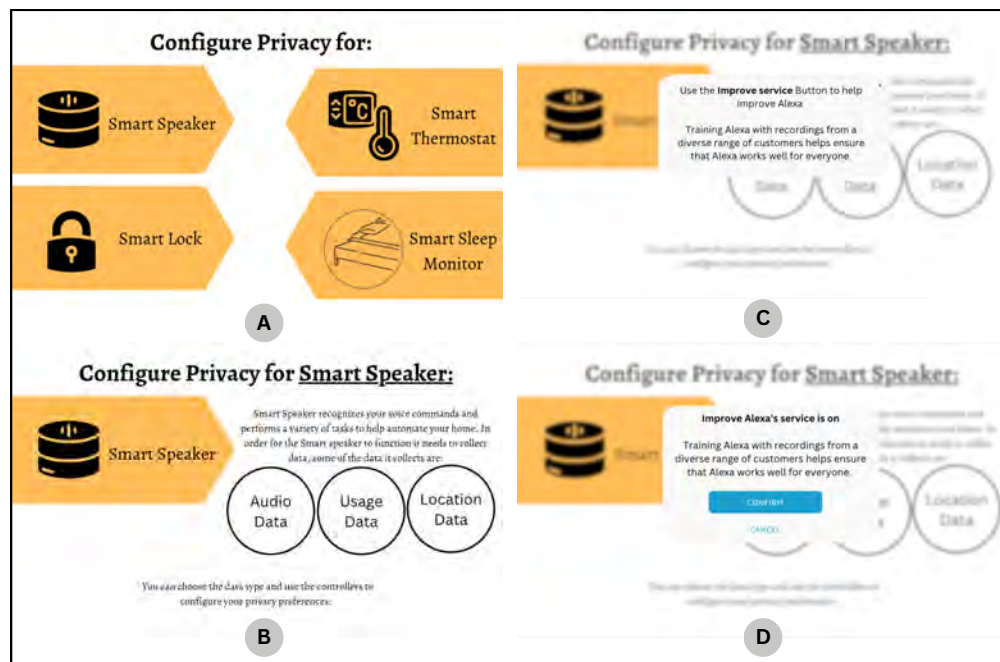 Configure Privacy for:
Smart Speaker
°C
Smart
Thermostat
Smart Lock
Smart Sleep
Monitor
A
Configure Privacy for Smart Speaker:
Smart Speaker
Smart Speaker recognizes your voice commands and
performs a variety of tasks to help automate your home. In
order for the Smart speaker to function it needs to collect
data, some of the data it collects are:
Audio
Data
Usage
Data
Location
Data
You can choose the data type and use the controllers to
configure your privacy preferences:
B
Configure Privacy for Smart Speaker:
Smart
Use the Improve service Button to help
improve Alexa
Training Alexa with recordings from a
diverse range of customers helps ensure
that Alexa works well for everyone.
Data
Data
Location
Data
C
Configure Privacy for Smart Speaker:
Smart
Improve Alexa's service is on
Training Alexa with recordings from a
diverse range of customers helps ensure
that Alexa works well for everyone.
CONFIRM
CANCEL
Location
Data
D